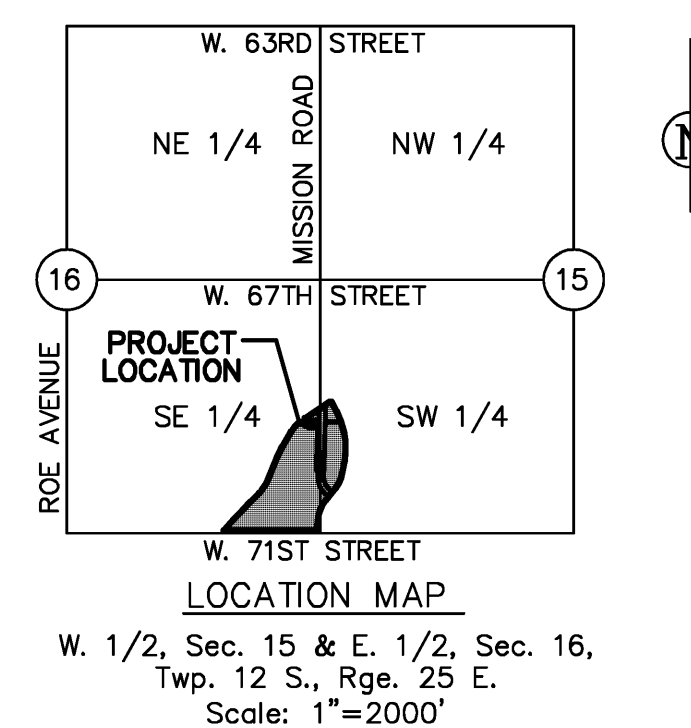 W. 63RD STREET
MISSION ROAD
NE 1/4
NW 1/4
N
16
15
W. 67TH STREET
ROE AVENUE
PROJECT
LOCATION
SE 1/4
SW 1/4
W. 71ST STREET
LOCATION MAP
W. 1/2, Sec. 15 & E. 1/2, Sec. 16,
Twp. 12 S., Rge. 25 E.
Scale: 1"=2000'